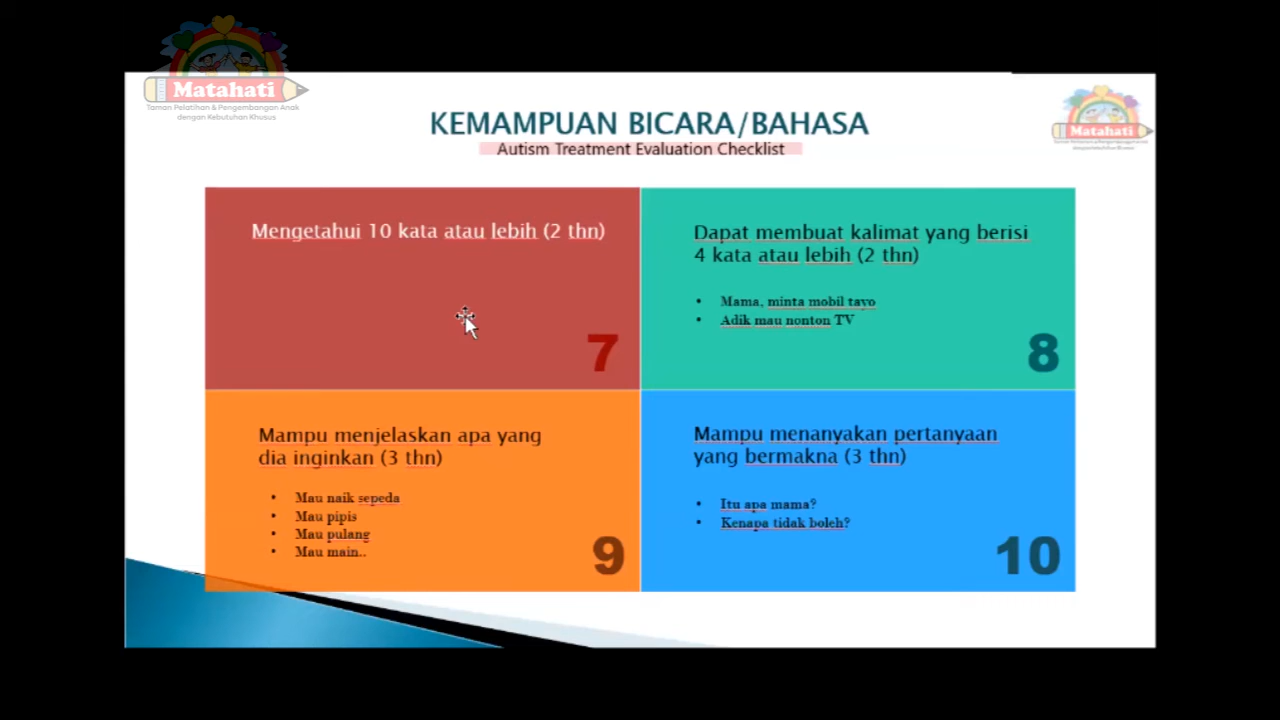 Matahati
Taman Pelatihan & Pengembangan Anak
dengan Kebutuhan Khusus
KEMAMPUAN BICARA/BAHASA
Autism Treatment Evaluation Checklist
Matahati
Mengetahui 10 kata atau lebih (2 thn)
7
Dapat membuat kalimat yang berisi
4 kata atau lebih (2 thn)
• Mama, minta mobil tayo
• Adik mau nonton TV
8
Mampu menjelaskan apa yang
dia inginkan (3 thn)
• Mau naik sepeda
• Mau pipis
• Mau pulang
• Mau main..
9
Mampu menanyakan pertanyaan
yang bermakna (3 thn)
• Itu apa mama?
• Kenapa tidak boleh?
10